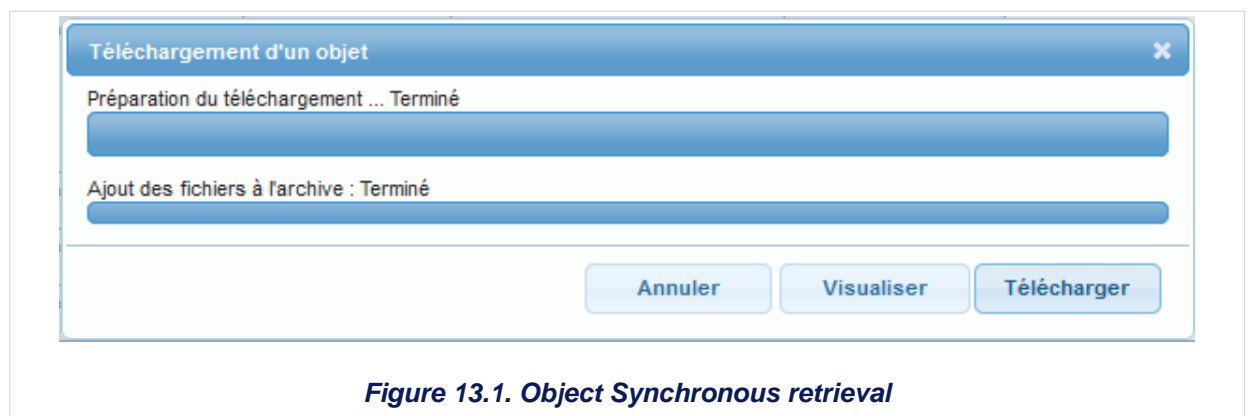 Téléchargement d'un objet
Préparation du téléchargement ... Terminé
Ajout des fichiers à l'archive : Terminé
Annuler Visualiser Télécharger
Figure 13.1. Object Synchronous retrieval